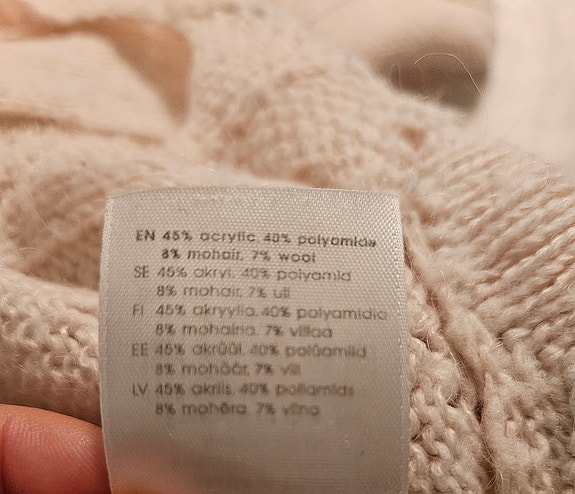 EN 45% acrylic, 40% polyamide
8% mohair, 7% wool
SE 45% akryl, 40% polyamid
8% mohair, 7% ull
FI 45% akryylia, 40% polyamidia
8% mohairia, 7% villaa
EE 45% akrüül, 40% polüamiid
8% mohäär, 7% vill
LV 45% akrils, 40% poliamīds
8% mohēra, 7% vilna